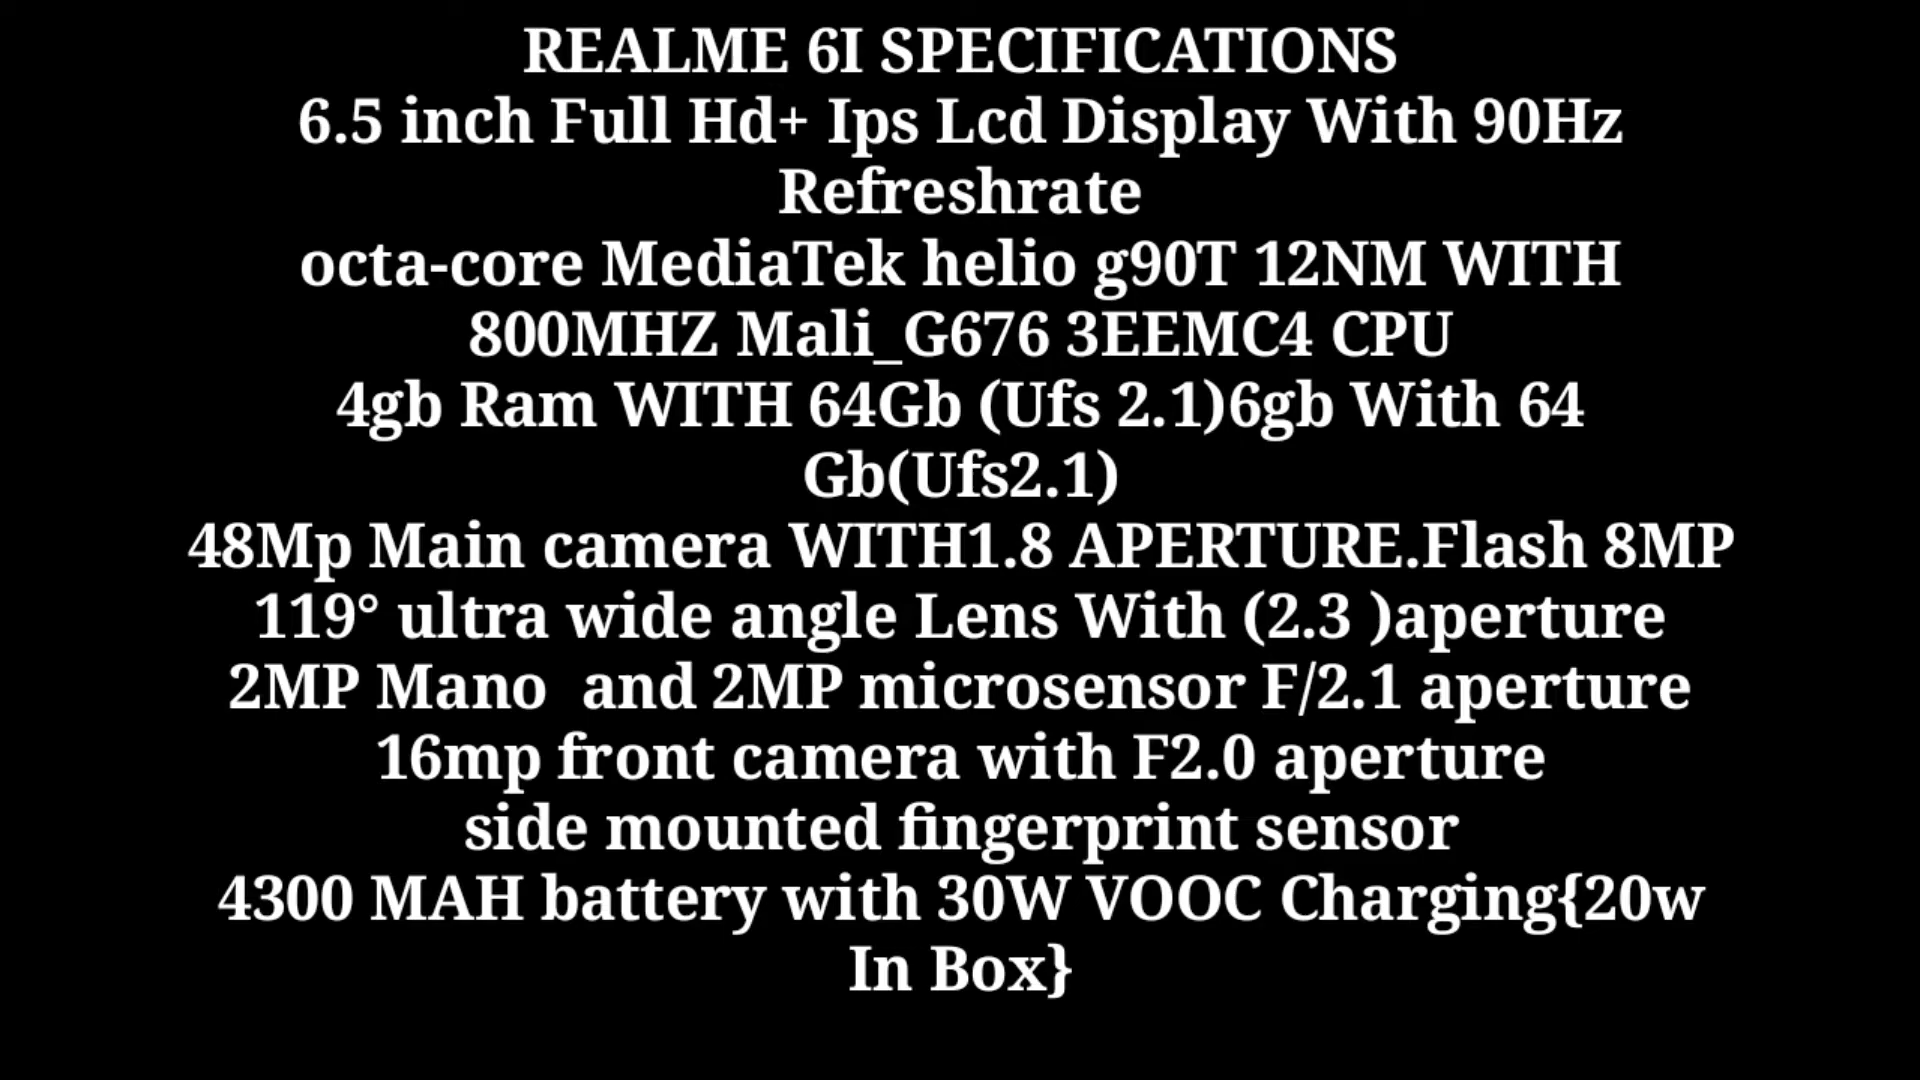 REALME 6I SPECIFICATIONS
6.5 inch Full Hd+ Ips Lcd Display With 90Hz
Refreshrate
octa-core MediaTek helio g90T 12NM WITH
800MHZ Mali_G676 3EEMC4 CPU
4gb Ram WITH 64Gb (Ufs 2.1)6gb With 64
Gb(Ufs2.1)
48Mp Main camera WITH1.8 APERTURE.Flash 8MP
119° ultra wide angle Lens With (2.3 )aperture
2MP Mano  and 2MP microsensor F/2.1 aperture
16mp front camera with F2.0 aperture
side mounted fingerprint sensor
4300 MAH battery with 30W VOOC Charging{20w
In Box}